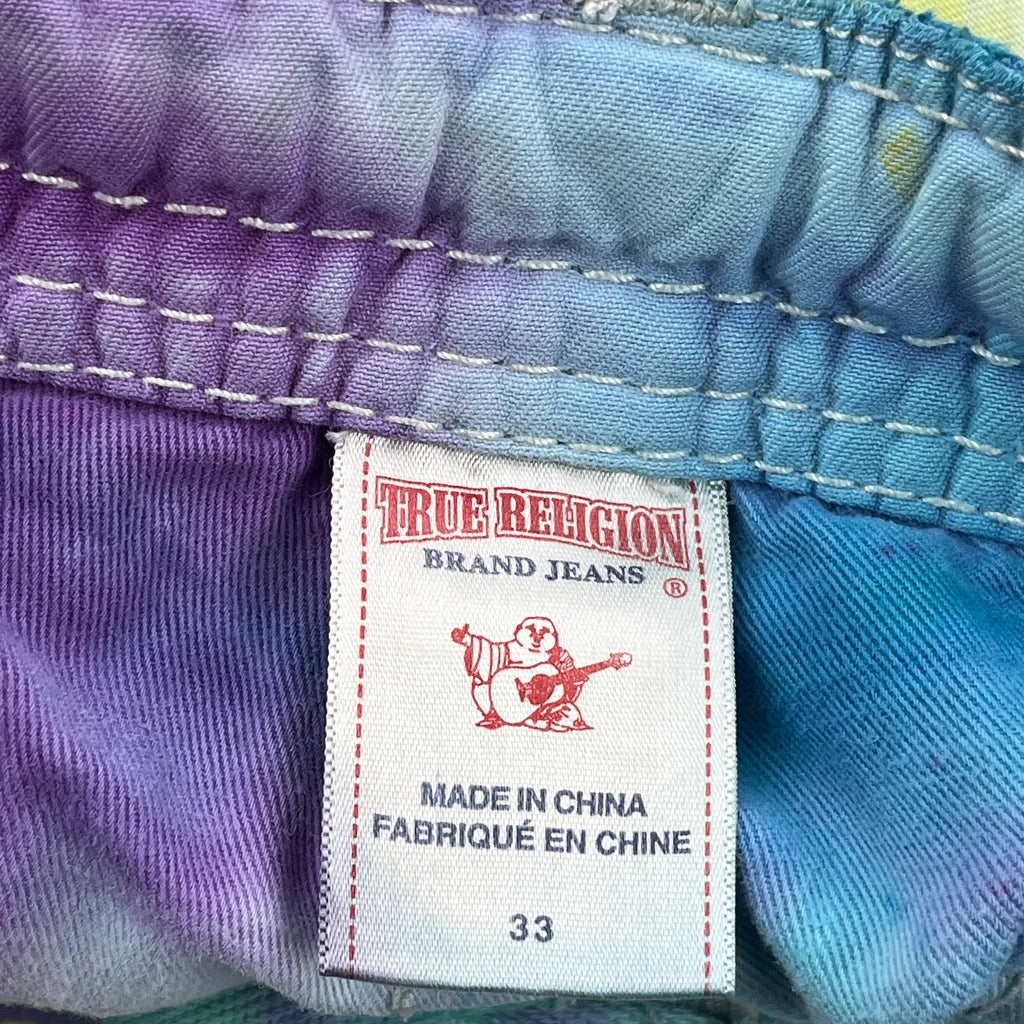 TRUE RELIGION
BRAND JEANS
®
MADE IN CHINA
FABRIQUÉ EN CHINE
33